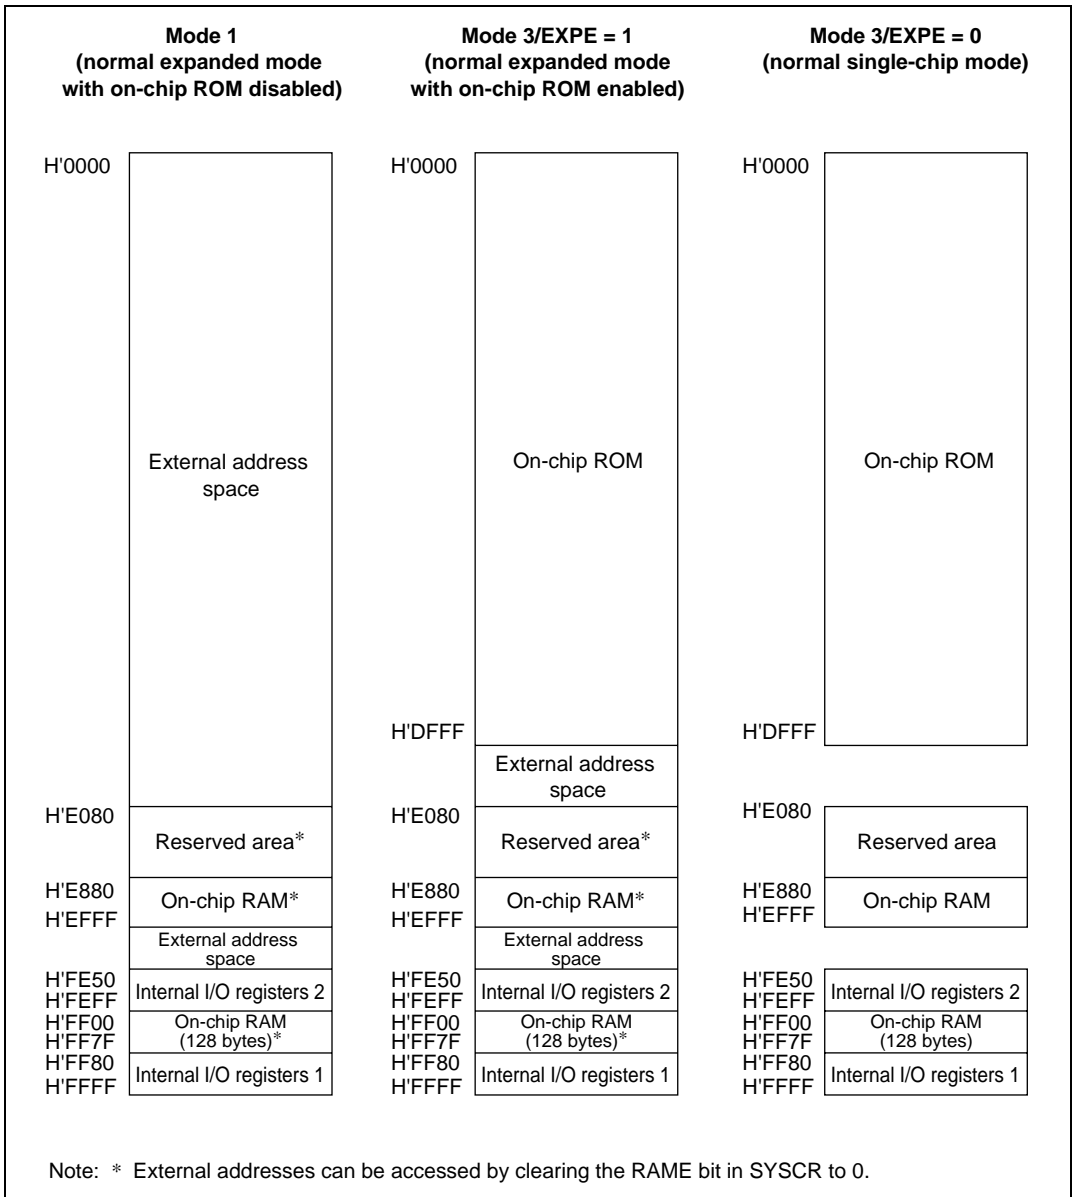 Mode 1
(normal expanded mode
with on-chip ROM disabled)
H'0000
External address
space
H'E080
Reserved area*
H'E880
On-chip RAM*
H'EFFF
External address
space
H'FE50
Internal I/O registers 2
H'FEFF
H'FF00
On-chip RAM
(128 bytes)*
H'FF7F
H'FF80
Internal I/O registers 1
H'FFFF
Mode 3/EXPE = 1
(normal expanded mode
with on-chip ROM enabled)
H'0000
On-chip ROM
H'DFFF
External address
space
H'E080
Reserved area*
H'E880
On-chip RAM*
H'EFFF
External address
space
H'FE50
Internal I/O registers 2
H'FEFF
H'FF00
On-chip RAM
(128 bytes)*
H'FF7F
H'FF80
Internal I/O registers 1
H'FFFF
Mode 3/EXPE = 0
(normal single-chip mode)
H'0000
On-chip ROM
H'DFFF
H'E080
Reserved area
H'E880
On-chip RAM
H'EFFF
H'FE50
Internal I/O registers 2
H'FEFF
H'FF00
On-chip RAM
(128 bytes)
H'FF7F
H'FF80
Internal I/O registers 1
H'FFFF
Note: * External addresses can be accessed by clearing the RAME bit in SYSCR to 0.